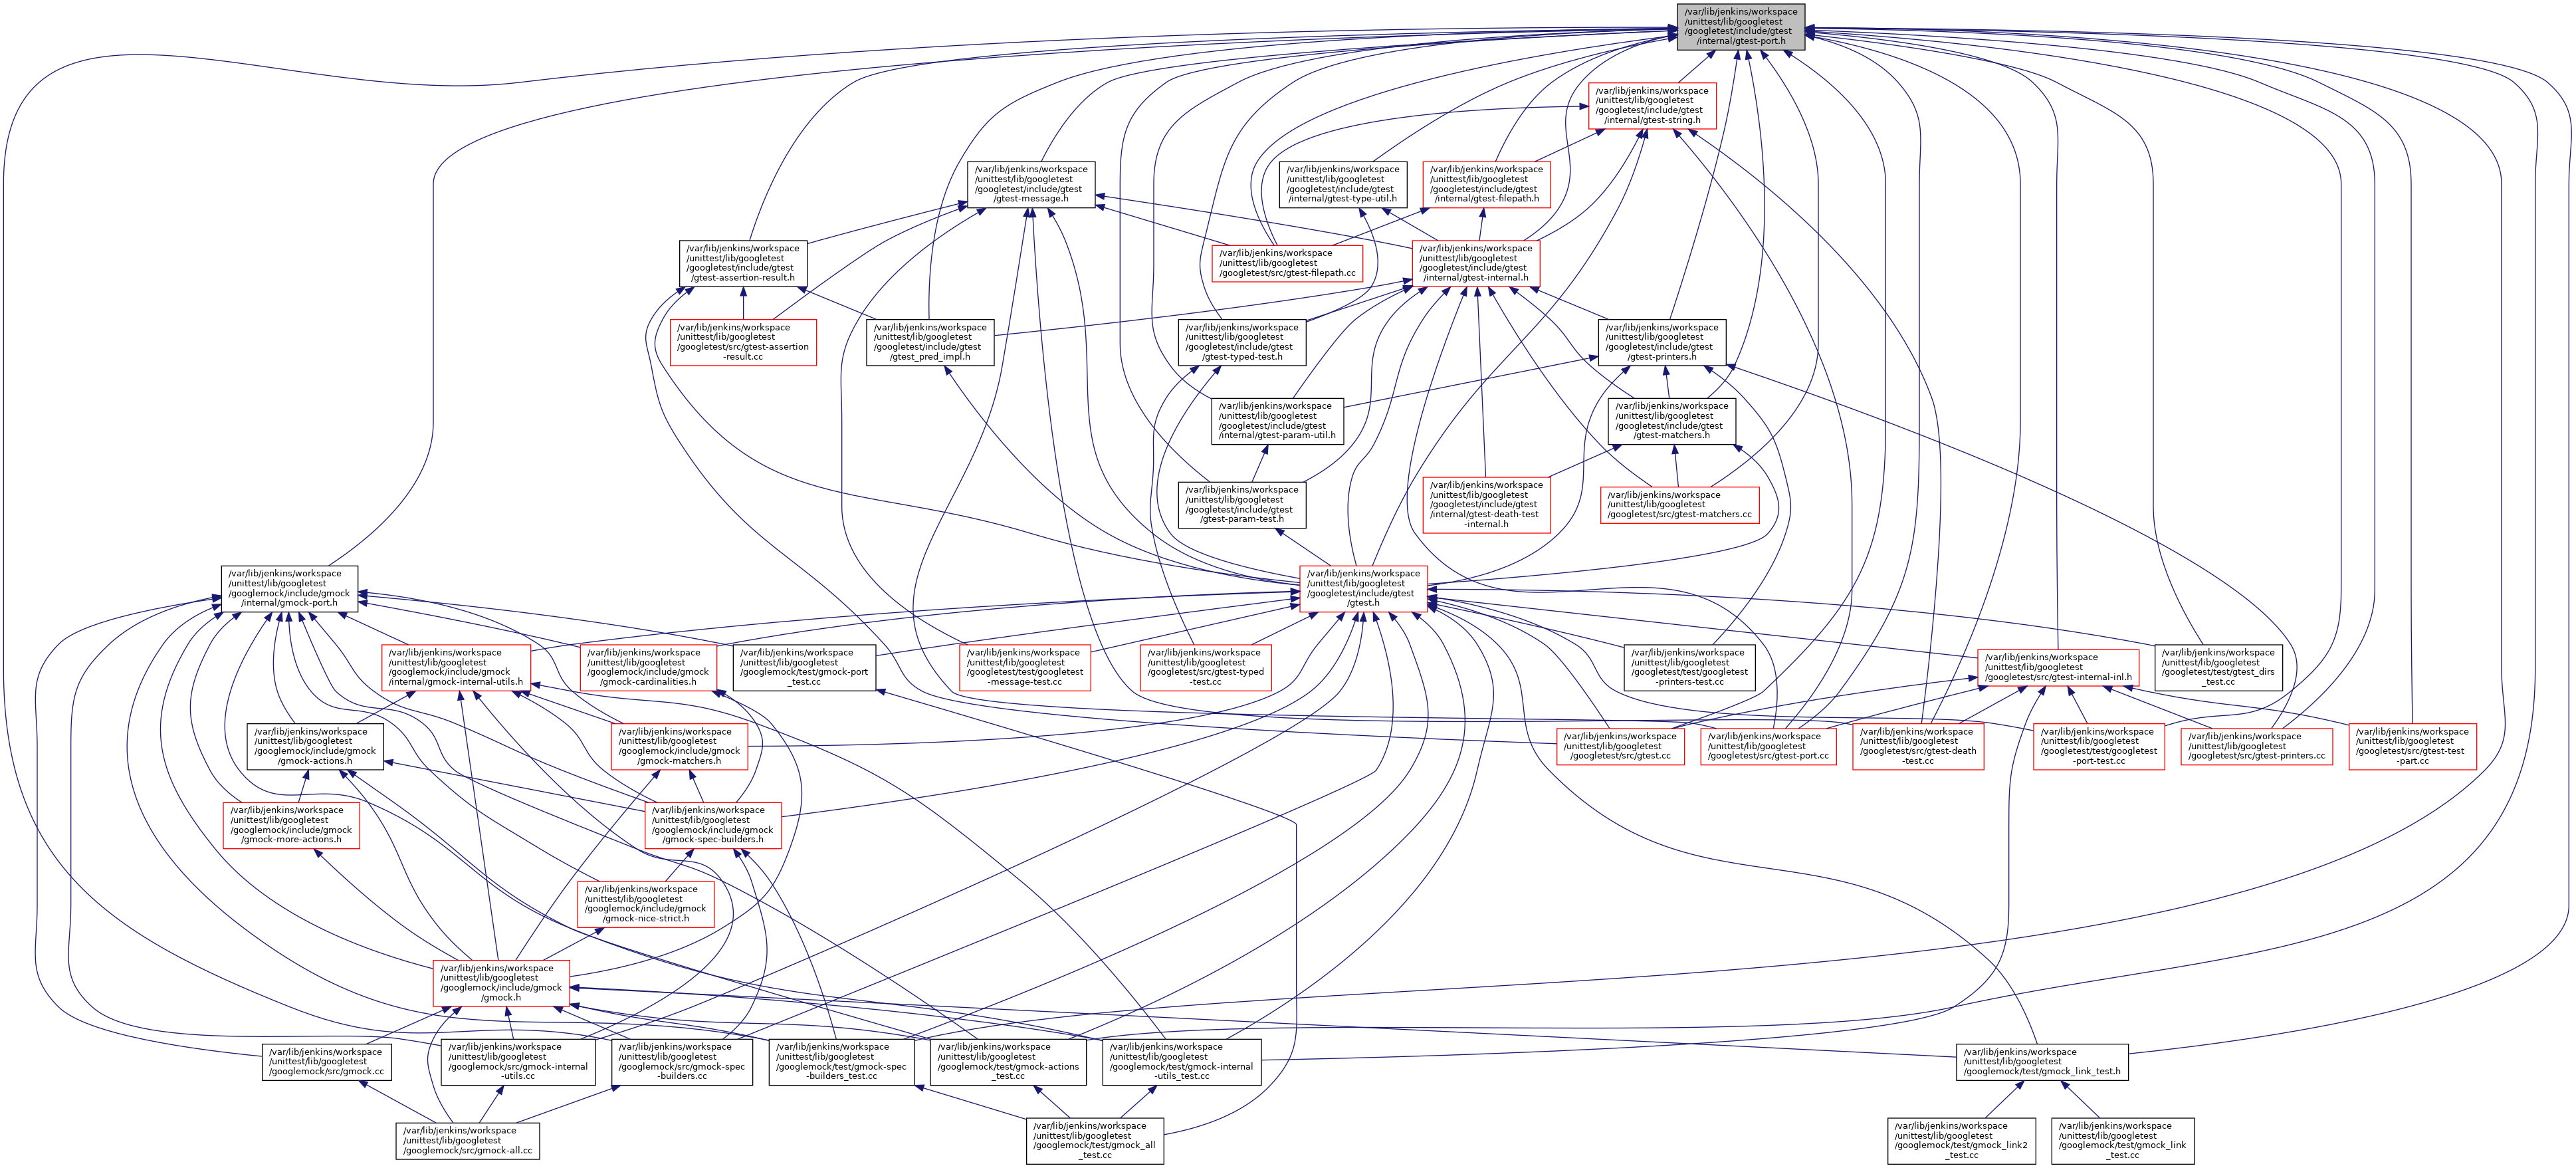 /var/lib/jenkins/workspace
/unittest/lib/googletest
/googletest/include/gtest
/internal/gtest-port.h
/var/lib/jenkins/workspace
/unittest/lib/googletest
/googletest/include/gtest
/internal/gtest-string.h
/var/lib/jenkins/workspace
/unittest/lib/googletest
/googletest/include/gtest
/gtest-message.h
/var/lib/jenkins/workspace
/unittest/lib/googletest
/googletest/include/gtest
/internal/gtest-type-util.h
/var/lib/jenkins/workspace
/unittest/lib/googletest
/googletest/include/gtest
/internal/gtest-filepath.h
/var/lib/jenkins/workspace
/unittest/lib/googletest
/googletest/include/gtest
/gtest-assertion-result.h
/var/lib/jenkins/workspace
/unittest/lib/googletest
/googletest/src/gtest-filepath.cc
/var/lib/jenkins/workspace
/unittest/lib/googletest
/googletest/include/gtest
/internal/gtest-internal.h
/var/lib/jenkins/workspace
/unittest/lib/googletest
/googletest/src/gtest-assertion
-result.cc
/var/lib/jenkins/workspace
/unittest/lib/googletest
/googletest/include/gtest
/gtest_pred_impl.h
/var/lib/jenkins/workspace
/unittest/lib/googletest
/googletest/include/gtest
/gtest-typed-test.h
/var/lib/jenkins/workspace
/unittest/lib/googletest
/googletest/include/gtest
/gtest-printers.h
/var/lib/jenkins/workspace
/unittest/lib/googletest
/googletest/include/gtest
/internal/gtest-param-util.h
/var/lib/jenkins/workspace
/unittest/lib/googletest
/googletest/include/gtest
/gtest-matchers.h
/var/lib/jenkins/workspace
/unittest/lib/googletest
/googletest/include/gtest
/gtest-param-test.h
/var/lib/jenkins/workspace
/unittest/lib/googletest
/googletest/include/gtest
/internal/gtest-death-test
-internal.h
/var/lib/jenkins/workspace
/unittest/lib/googletest
/googletest/src/gtest-matchers.cc
/var/lib/jenkins/workspace
/unittest/lib/googletest
/googlemock/include/gmock
/internal/gmock-port.h
/var/lib/jenkins/workspace
/unittest/lib/googletest
/googletest/include/gtest
/gtest.h
/var/lib/jenkins/workspace
/unittest/lib/googletest
/googlemock/include/gmock
/internal/gmock-internal-utils.h
/var/lib/jenkins/workspace
/unittest/lib/googletest
/googlemock/include/gmock
/gmock-cardinalities.h
/var/lib/jenkins/workspace
/unittest/lib/googletest
/googlemock/test/gmock-port
_test.cc
/var/lib/jenkins/workspace
/unittest/lib/googletest
/googletest/test/googletest
-message-test.cc
/var/lib/jenkins/workspace
/unittest/lib/googletest
/googletest/src/gtest-typed
-test.cc
/var/lib/jenkins/workspace
/unittest/lib/googletest
/googletest/test/googletest
-printers-test.cc
/var/lib/jenkins/workspace
/unittest/lib/googletest
/googletest/src/gtest-internal-inl.h
/var/lib/jenkins/workspace
/unittest/lib/googletest
/googletest/test/gtest_dirs
_test.cc
/var/lib/jenkins/workspace
/unittest/lib/googletest
/googlemock/include/gmock
/gmock-actions.h
/var/lib/jenkins/workspace
/unittest/lib/googletest
/googlemock/include/gmock
/gmock-matchers.h
/var/lib/jenkins/workspace
/unittest/lib/googletest
/googletest/src/gtest.cc
/var/lib/jenkins/workspace
/unittest/lib/googletest
/googletest/src/gtest-port.cc
/var/lib/jenkins/workspace
/unittest/lib/googletest
/googletest/src/gtest-death
-test.cc
/var/lib/jenkins/workspace
/unittest/lib/googletest
/googletest/test/googletest
-port-test.cc
/var/lib/jenkins/workspace
/unittest/lib/googletest
/googletest/src/gtest-printers.cc
/var/lib/jenkins/workspace
/unittest/lib/googletest
/googletest/src/gtest-test
-part.cc
/var/lib/jenkins/workspace
/unittest/lib/googletest
/googlemock/include/gmock
/gmock-more-actions.h
/var/lib/jenkins/workspace
/unittest/lib/googletest
/googlemock/include/gmock
/gmock-spec-builders.h
/var/lib/jenkins/workspace
/unittest/lib/googletest
/googlemock/include/gmock
/gmock-nice-strict.h
/var/lib/jenkins/workspace
/unittest/lib/googletest
/googlemock/include/gmock
/gmock.h
/var/lib/jenkins/workspace
/unittest/lib/googletest
/googlemock/src/gmock.cc
/var/lib/jenkins/workspace
/unittest/lib/googletest
/googlemock/src/gmock-internal
-utils.cc
/var/lib/jenkins/workspace
/unittest/lib/googletest
/googlemock/src/gmock-spec
-builders.cc
/var/lib/jenkins/workspace
/unittest/lib/googletest
/googlemock/test/gmock-spec
-builders_test.cc
/var/lib/jenkins/workspace
/unittest/lib/googletest
/googlemock/test/gmock-actions
_test.cc
/var/lib/jenkins/workspace
/unittest/lib/googletest
/googlemock/test/gmock-internal
-utils_test.cc
/var/lib/jenkins/workspace
/unittest/lib/googletest
/googlemock/test/gmock_link_test.h
/var/lib/jenkins/workspace
/unittest/lib/googletest
/googlemock/src/gmock-all.cc
/var/lib/jenkins/workspace
/unittest/lib/googletest
/googlemock/test/gmock_all
_test.cc
/var/lib/jenkins/workspace
/unittest/lib/googletest
/googlemock/test/gmock_link2
_test.cc
/var/lib/jenkins/workspace
/unittest/lib/googletest
/googlemock/test/gmock_link
_test.cc